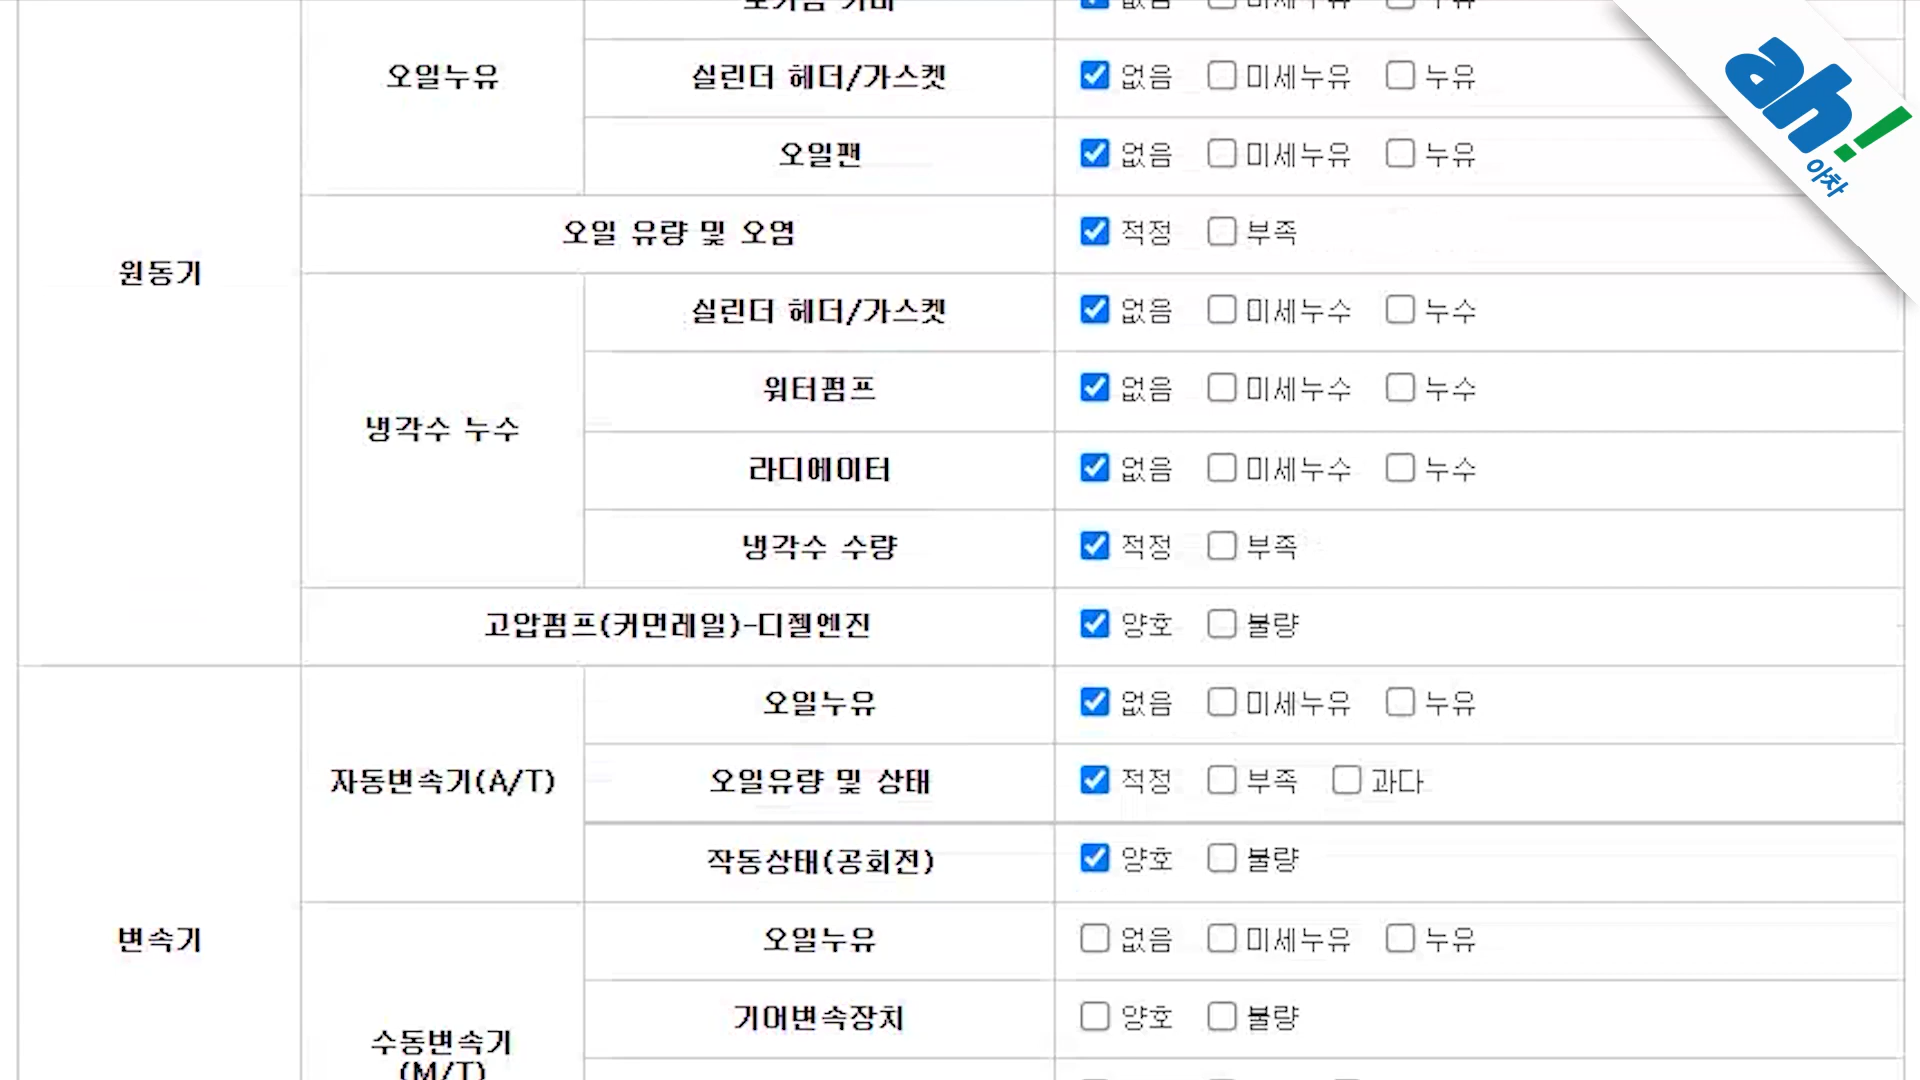 오일누유
실린더 헤더/가스켓
없음 미세누유 누유
오일팬
없음 미세누유 누유
오일 유량 및 오염
적정 부족
원동기
냉각수 누수
실린더 헤더/가스켓
없음 미세누수 누수
워터펌프
없음 미세누수 누수
라디에이터
없음 미세누수 누수
냉각수 수량
적정 부족
고압펌프(커먼레일)-디젤엔진
양호 불량
변속기
자동변속기(A/T)
오일누유
없음 미세누유 누유
오일유량 및 상태
적정 부족 과다
작동상태(공회전)
양호 불량
수동변속기
(M/T)
오일누유
없음 미세누유 누유
기어변속장치
양호 불량
ah!
아차